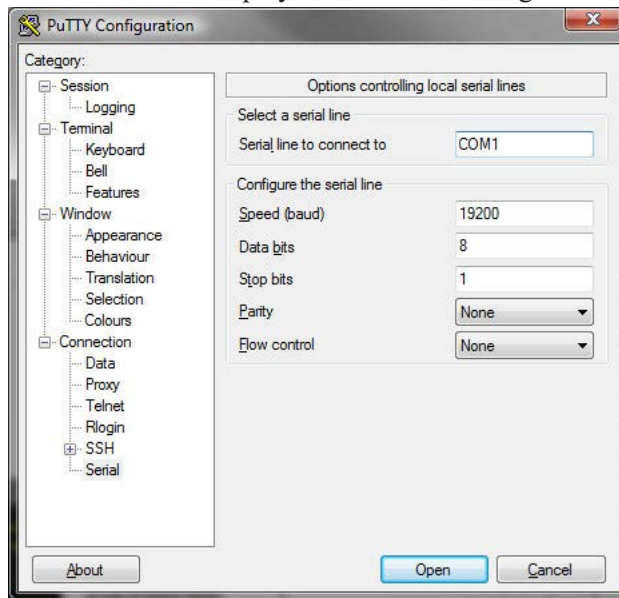 PuTTY Configuration
Category:
Session
Logging
Terminal
Keyboard
Bell
Features
Window
Appearance
Behaviour
Translation
Selection
Colours
Connection
Data
Proxy
Telnet
Rlogin
SSH
Serial
Options controlling local serial lines
Select a serial line
Serial line to connect to COM1
Configure the serial line
Speed (baud) 19200
Data bits 8
Stop bits 1
Parity None
Flow control None
About Open Cancel